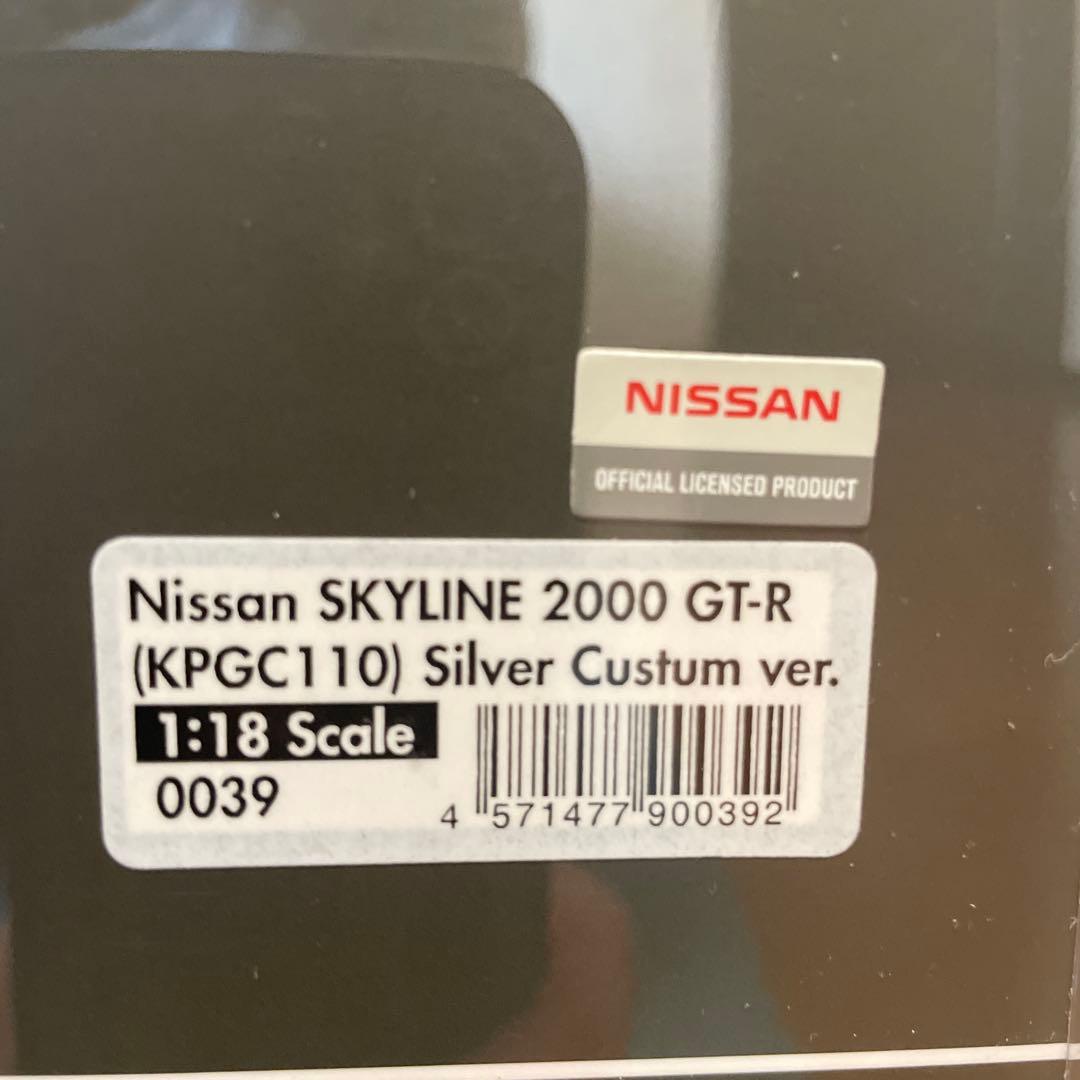 NISSAN
OFFICIAL LICENSED PRODUCT
Nissan SKYLINE 2000 GT-R
(KPGC110) Silver Custum ver.
1:18 Scale
0039
4 571477 900392